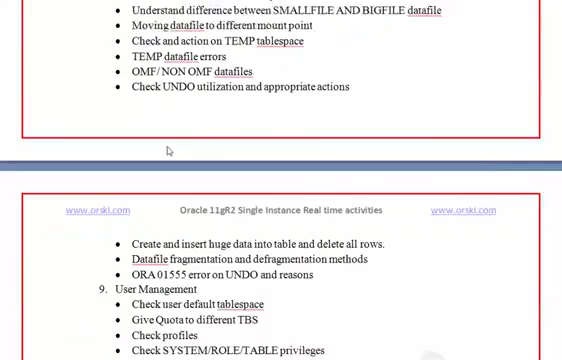 • Understand difference between SMALLFILE AND BIGFILE datafile
• Moving datafile to different mount point
• Check and action on TEMP tablespace
• TEMP datafile errors
• OMF/ NON OMF datafiles
• Check UNDO utilization and appropriate actions
www.orskl.com Oracle 11gR2 Single Instance Real time activities www.orskl.com
• Create and insert huge data into table and delete all rows.
• Datafile fragmentation and defragmentation methods
• ORA 01555 error on UNDO and reasons
9. User Management
• Check user default tablespace
• Give Quota to different TBS
• Check profiles
• Check SYSTEM/ROLE/TABLE privileges